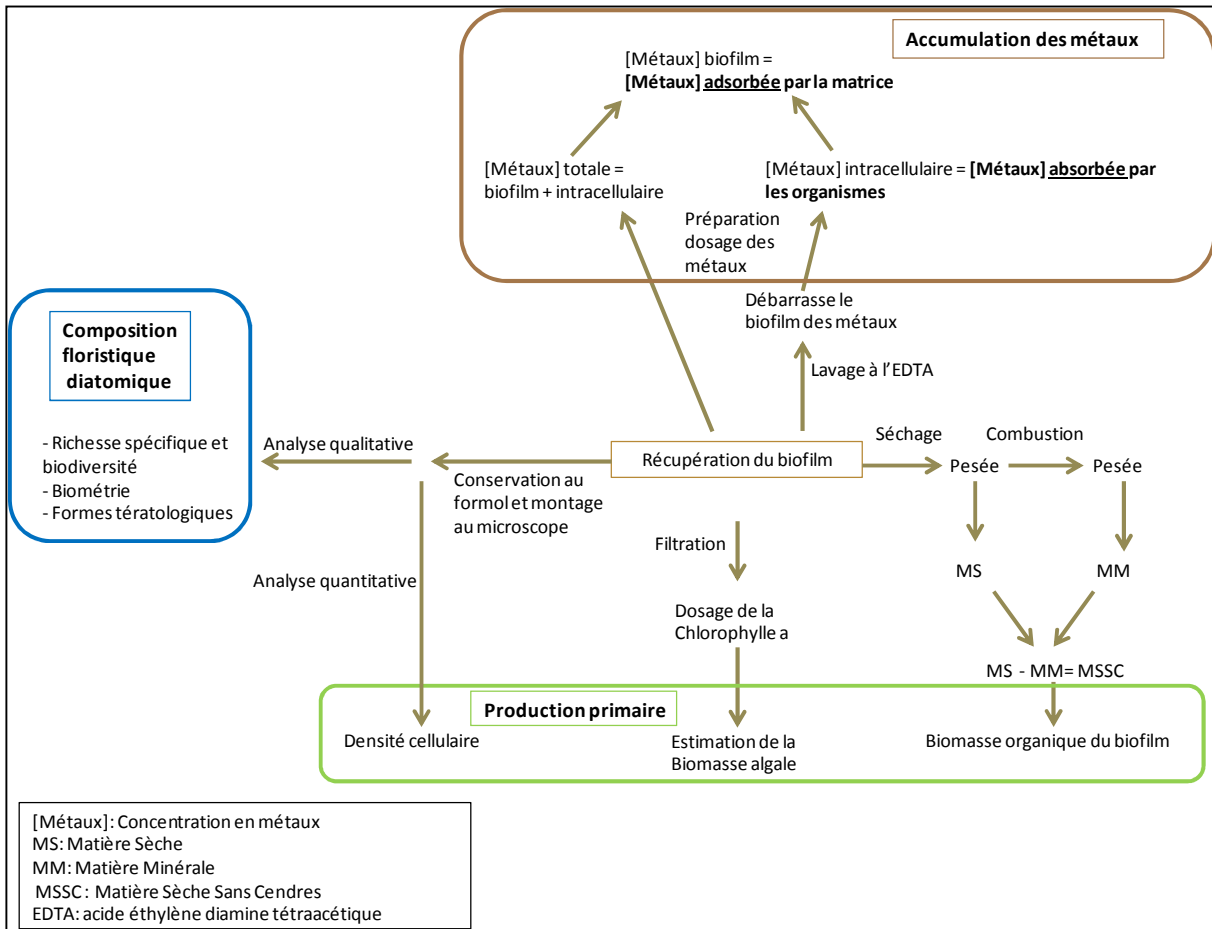 Accumulation des métaux
[Métaux] biofilm =
[Métaux] adsorbée par la matrice
[Métaux] totale =
biofilm + intracellulaire
[Métaux] intracellulaire = [Métaux] absorbée par
les organismes
Préparation
dosage des
métaux
Débarrasse le
biofilm des métaux
Lavage à l'EDTA
Composition
floristique
diatomique
- Richesse spécifique et
biodiversité
- Biométrie
- Formes tératologiques
Analyse qualitative
Conservation au
formol et montage
au microscope
Récupération du biofilm
Séchage
Combustion
Pesée
Pesée
Filtration
Analyse quantitative
MS
MM
Dosage de la
Chlorophylle a
MS - MM= MSSC
Production primaire
Densité cellulaire
Estimation de la
Biomasse algale
Biomasse organique du biofilm
[Métaux]: Concentration en métaux
MS: Matière Sèche
MM: Matière Minérale
MSSC : Matière Sèche Sans Cendres
EDTA: acide éthylène diamine tétraacétique